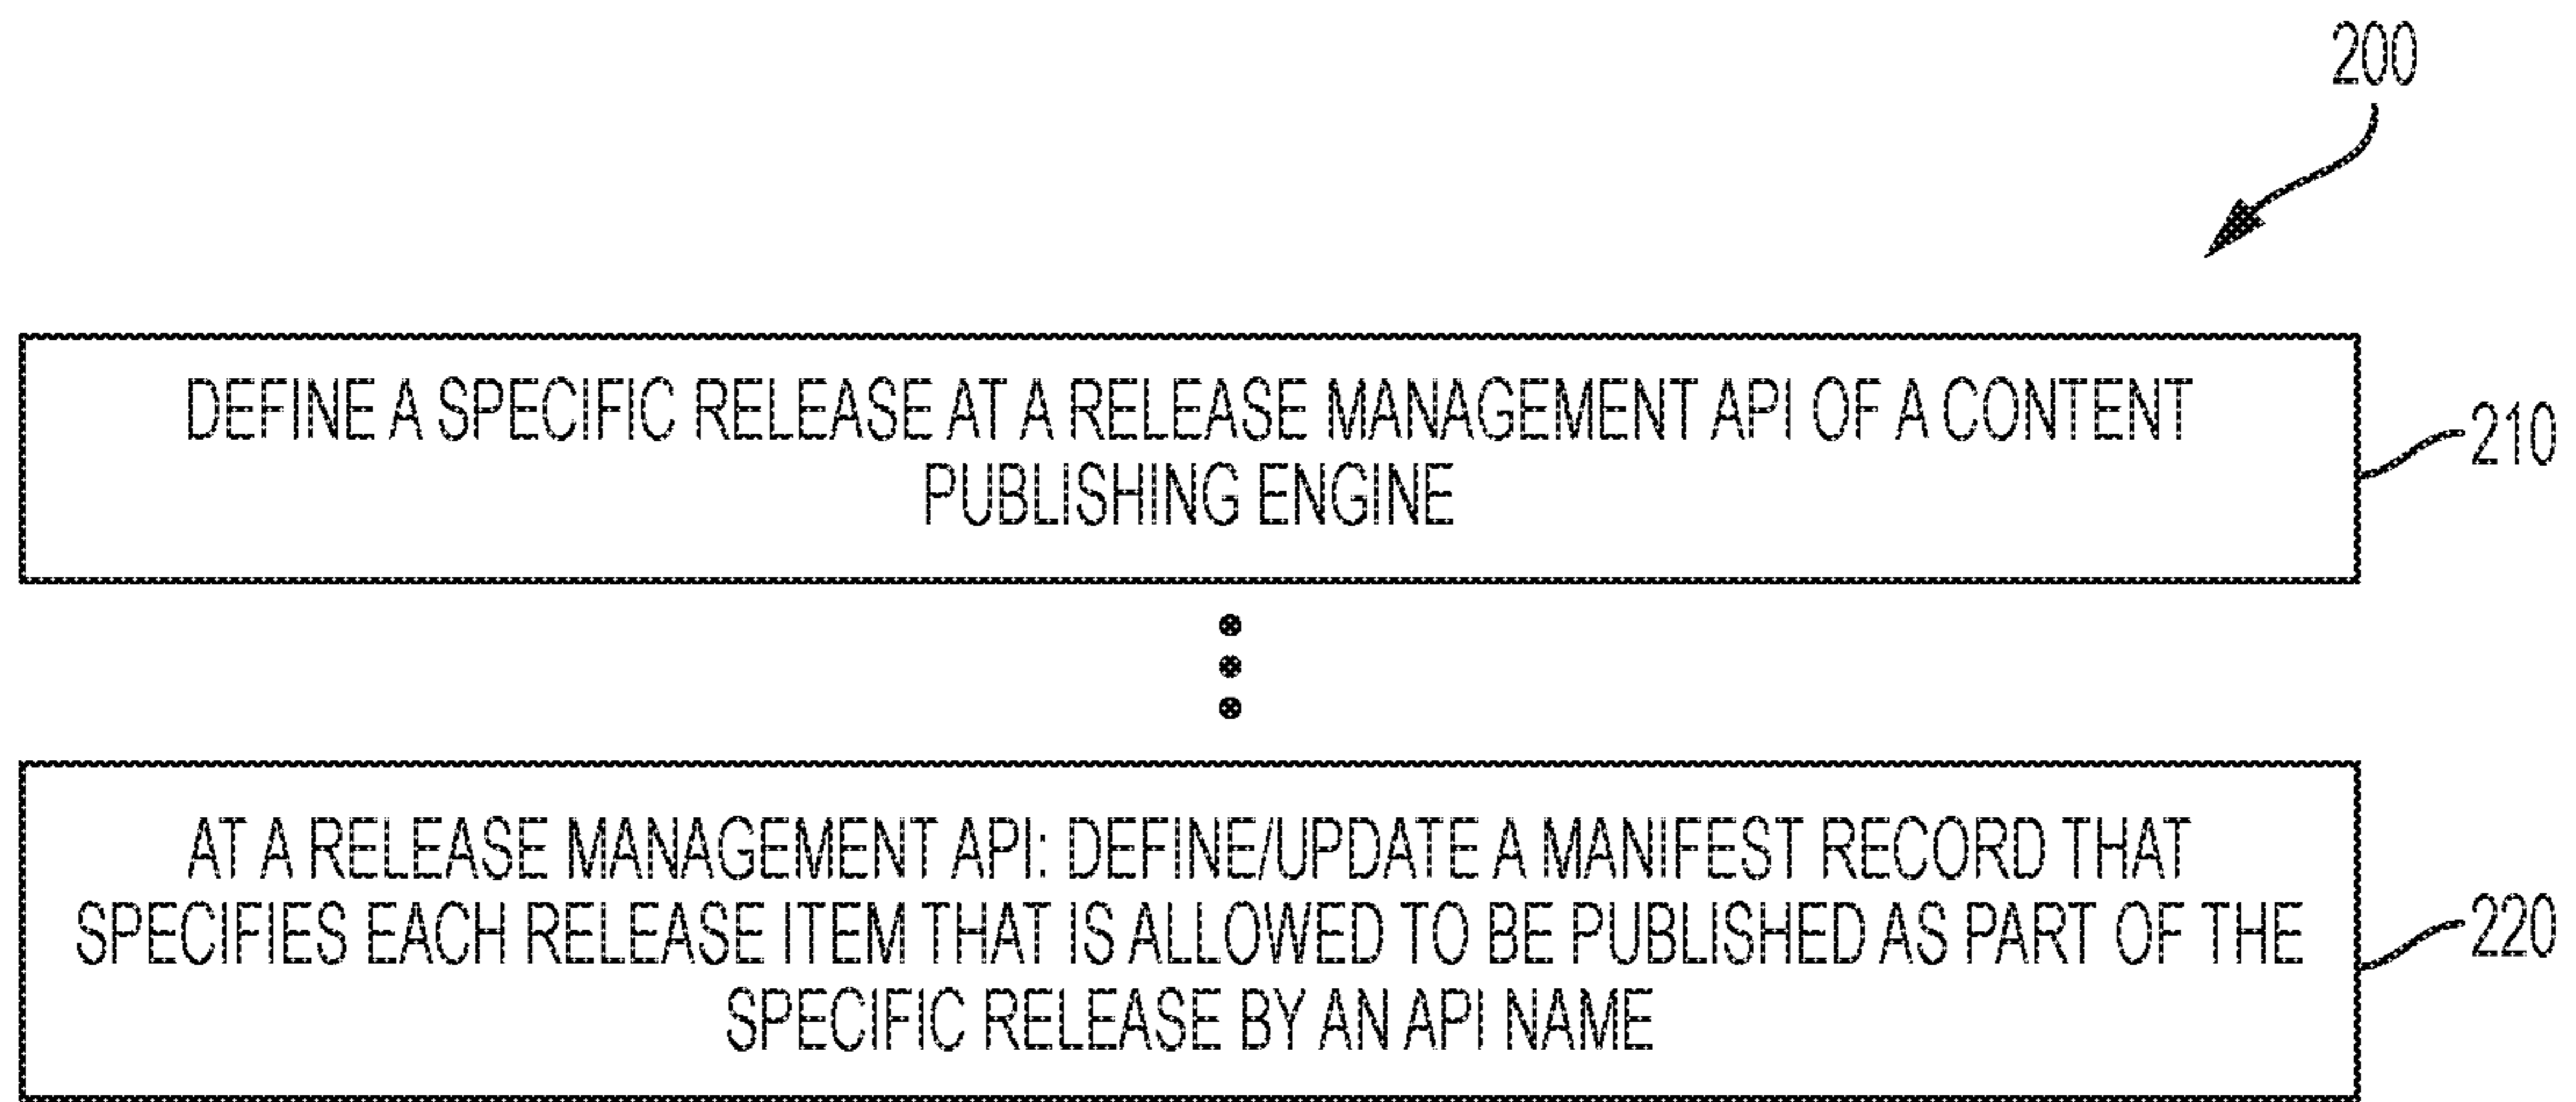 200
DEFINE A SPECIFIC RELEASE AT A RELEASE MANAGEMENT API OF A CONTENT
PUBLISHING ENGINE
210
AT A RELEASE MANAGEMENT API: DEFINE/UPDATE A MANIFEST RECORD THAT
SPECIFIES EACH RELEASE ITEM THAT IS ALLOWED TO BE PUBLISHED AS PART OF THE
SPECIFIC RELEASE BY AN API NAME
220